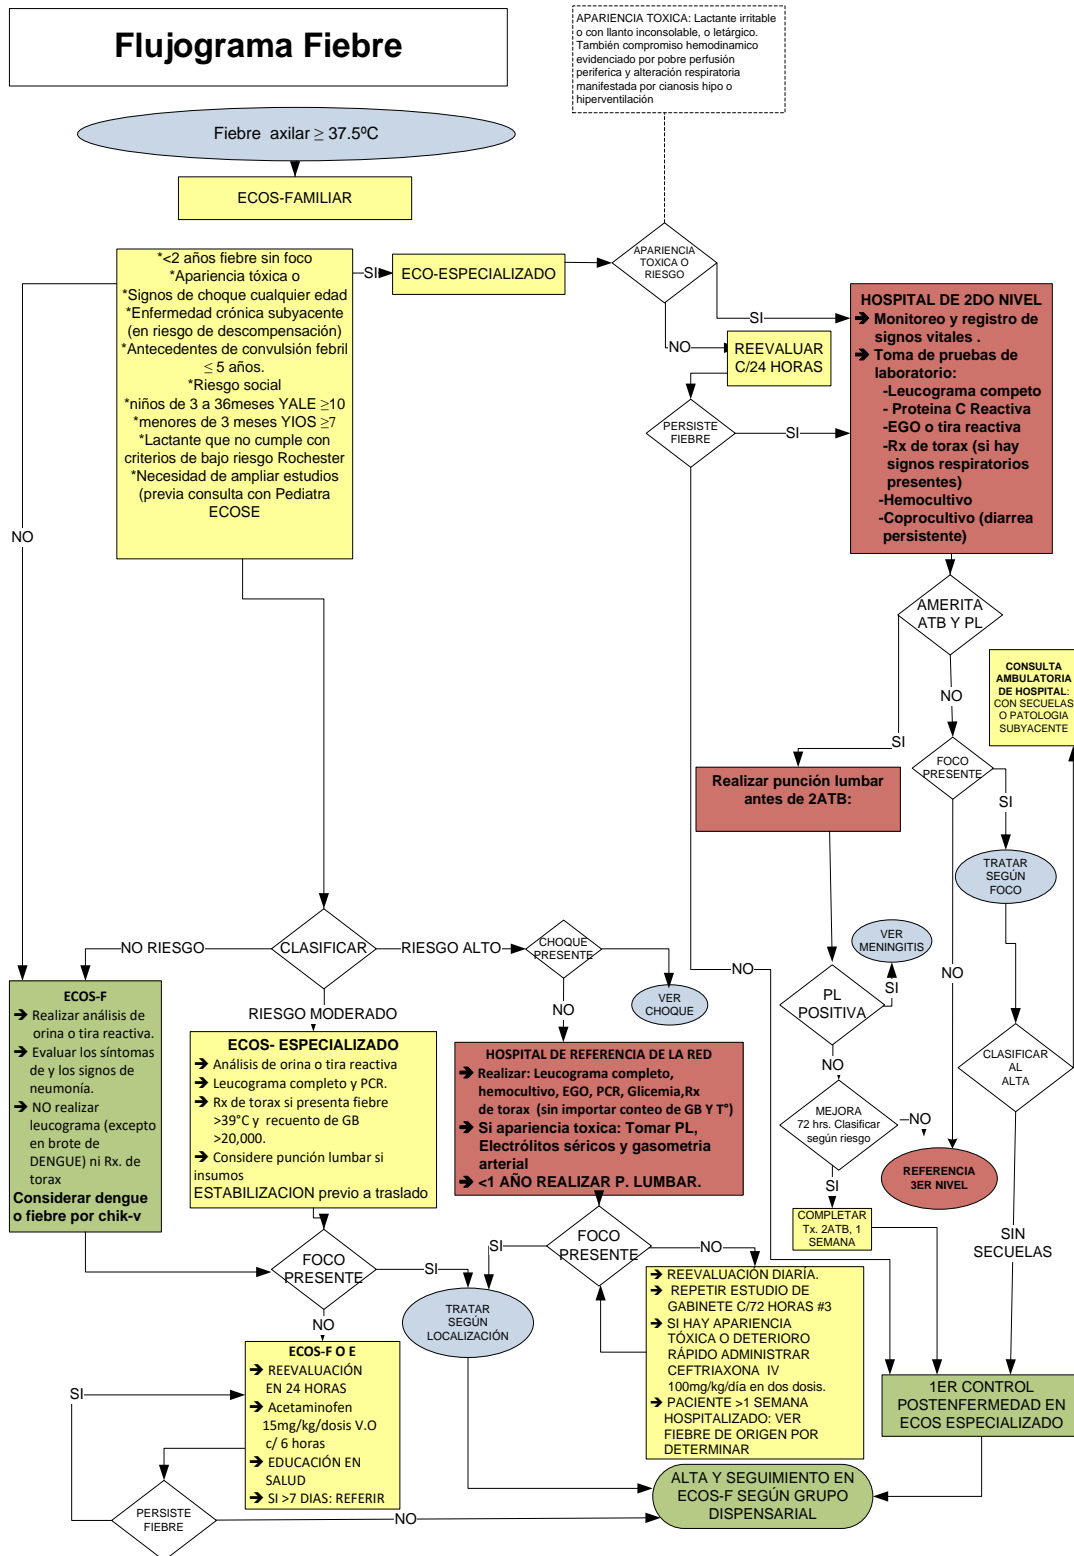 Flujograma Fiebre
APARIENCIA TOXICA: Lactante irritable
o con llanto inconsolable, o letárgico.
También compromiso hemodinamico
evidenciado por pobre perfusión
periferica y alteración respiratoria
manifestada por cianosis hipo o
hiperventilación
Fiebre axilar ≥ 37.5ºC
ECOS-FAMILIAR
*<2 años fiebre sin foco
*Apariencia tóxica o
*Signos de choque cualquier edad
*Enfermedad crónica subyacente
(en riesgo de descompensación)
*Antecedentes de convulsión febril
≤ 5 años.
*Riesgo social
*niños de 3 a 36meses YALE ≥10
*menores de 3 meses YIOS ≥7
*Lactante que no cumple con
criterios de bajo riesgo Rochester
*Necesidad de ampliar estudios
(previa consulta con Pediatra
ECOSE
SI
ECO-ESPECIALIZADO
APARIENCIA
TOXICA O
RIESGO
SI
NO
REEVALUAR
C/24 HORAS
PERSISTE
FIEBRE
SI
HOSPITAL DE 2DO NIVEL
➔ Monitoreo y registro de
signos vitales .
➔ Toma de pruebas de
laboratorio:
-Leucograma competo
- Proteina C Reactiva
-EGO o tira reactiva
-Rx de torax (si hay
signos respiratorios
presentes)
-Hemocultivo
-Coprocultivo (diarrea
persistente)
NO
AMERITA
ATB Y PL
NO
SI
CONSULTA
AMBULATORIA
DE HOSPITAL:
CON SECUELAS
O PATOLOGIA
SUBYACENTE
FOCO
PRESENTE
SI
Realizar punción lumbar
antes de 2ATB:
TRATAR
SEGÚN
FOCO
NO RIESGO
CLASIFICAR
RIESGO ALTO
CHOQUE
PRESENTE
VER
CHOQUE
NO
NO
VER
MENINGITIS
SI
PL
POSITIVA
NO
NO
CLASIFICAR
AL
ALTA
RIESGO MODERADO
ECOS-F
➔ Realizar análisis de
orina o tira reactiva.
➔ Evaluar los síntomas
de y los signos de
neumonía.
➔ NO realizar
leucograma (excepto
en brote de
DENGUE) ni Rx. de
torax
Considerar dengue
o fiebre por chik-v
ECOS- ESPECIALIZADO
➔ Análisis de orina o tira reactiva
➔ Leucograma completo y PCR.
➔ Rx de torax si presenta fiebre
>39°C y recuento de GB
>20,000.
➔ Considere punción lumbar si
insumos
ESTABILIZACION previo a traslado
HOSPITAL DE REFERENCIA DE LA RED
➔ Realizar: Leucograma completo,
hemocultivo, EGO, PCR, Glicemia,Rx
de torax (sin importar conteo de GB Y T°)
➔ Si apariencia toxica: Tomar PL,
Electrólitos séricos y gasometria
arterial
➔ <1 AÑO REALIZAR P. LUMBAR.
MEJORA
72 hrs. Clasificar
según riesgo
NO
REFERENCIA
3ER NIVEL
SI
COMPLETAR
Tx. 2ATB, 1
SEMANA
SIN
SECUELAS
FOCO
PRESENTE
SI
TRATAR
SEGÚN
LOCALIZACIÓN
SI
FOCO
PRESENTE
NO
NO
➔ REEVALUACIÓN DIARÍA.
➔ REPETIR ESTUDIO DE
GABINETE C/72 HORAS #3
➔ SI HAY APARIENCIA
TÓXICA O DETERIORO
RÁPIDO ADMINISTRAR
CEFTRIAXONA IV
100mg/kg/día en dos dosis.
➔ PACIENTE >1 SEMANA
HOSPITALIZADO: VER
FIEBRE DE ORIGEN POR
DETERMINAR
ECOS-F O E
➔ REEVALUACIÓN
EN 24 HORAS
➔ Acetaminofen
15mg/kg/dosis V.O
c/ 6 horas
➔ EDUCACIÓN EN
SALUD
➔ SI >7 DIAS: REFERIR
SI
PERSISTE
FIEBRE
NO
1ER CONTROL
POSTENFERMEDAD EN
ECOS ESPECIALIZADO
ALTA Y SEGUIMIENTO EN
ECOS-F SEGÚN GRUPO
DISPENSARIAL